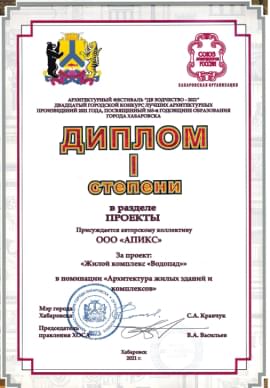 СОЮЗ
АРХИТЕКТОРОВ
РОССИИ
ХАБАРОВСКАЯ ОРГАНИЗАЦИЯ
АРХИТЕКТУРНЫЙ ФЕСТИВАЛЬ "ДВ ЗОДЧЕСТВО - 2021"
ДВАДЦАТЫЙ ГОРОДСКОЙ КОНКУРС ЛУЧШИХ АРХИТЕКТУРНЫХ
ПРОИЗВЕДЕНИЙ 2021 ГОДА, ПОСВЯЩЕННЫЙ 163-й ГОДОВЩИНЕ ОБРАЗОВАНИЯ
ГОРОДА ХАБАРОВСКА
ДИПЛОМ
I
степени
в разделе
ПРОЕКТЫ
Присуждается авторскому коллективу
ООО «АПИКС»
За проект:
«Жилой комплекс «Водопад»»
в номинации «Архитектура жилых зданий и
комплексов»
Мэр города
Хабаровска
С.А. Кравчук
Председатель
правления ХОСА
В.А. Васильев
Хабаровск
2021 г.